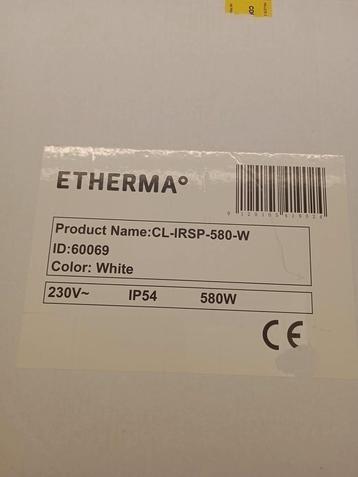 ETHERMA°
Product Name:CL-IRSP-580-W
ID:60069
Color: White
230V~ IP54 580W
CE